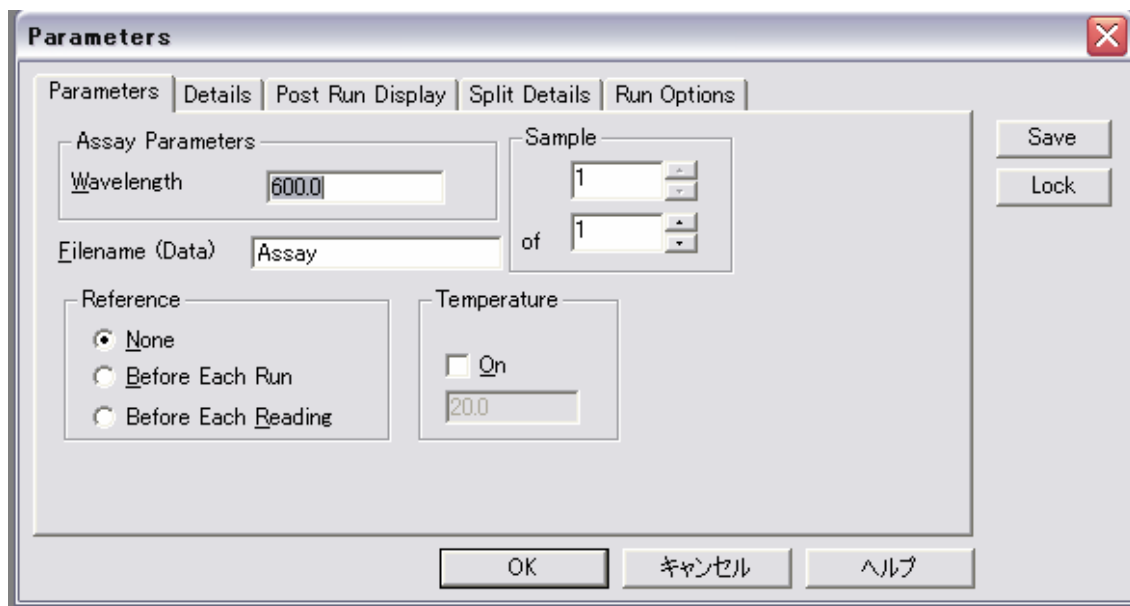 Parameters
Parameters Details Post Run Display Split Details Run Options
Assay Parameters
Wavelength 600.0
Filename (Data) Assay
Sample
1
of 1
Reference
None
Before Each Run
Before Each Reading
Temperature
On
20.0
Save
Lock
OK キャンセル ヘルプ